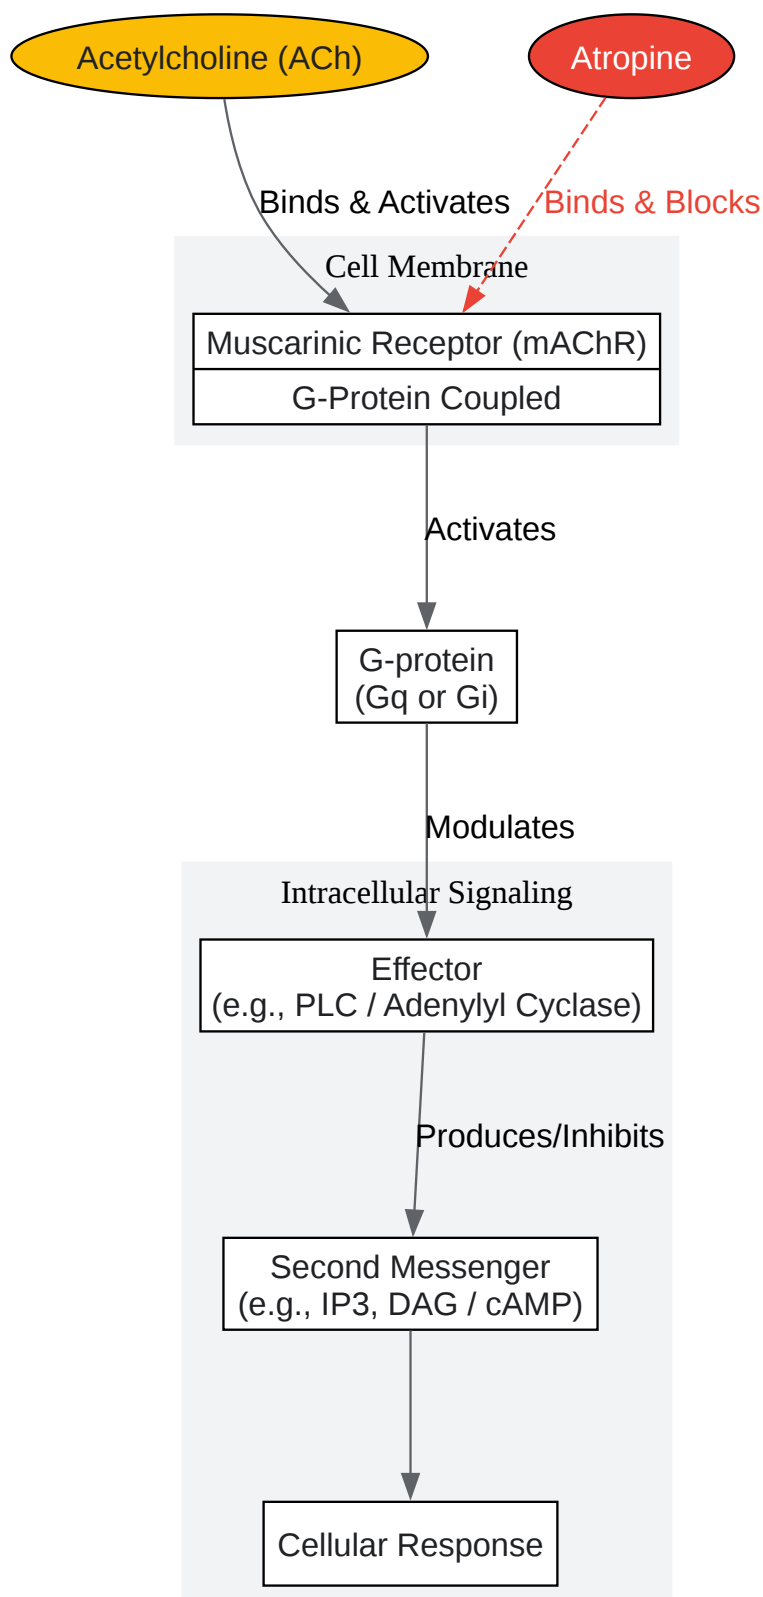 Acetylcholine (ACh)
Atropine
Binds & Activates
Binds & Blocks
Cell Membrane
Muscarinic Receptor (mAChR)
G-Protein Coupled
Activates
G-protein
(Gq or Gi)
Modulates
Intracellular Signaling
Effector
(e.g., PLC / Adenylyl Cyclase)
Produces/Inhibits
Second Messenger
(e.g., IP3, DAG / cAMP)
Cellular Response